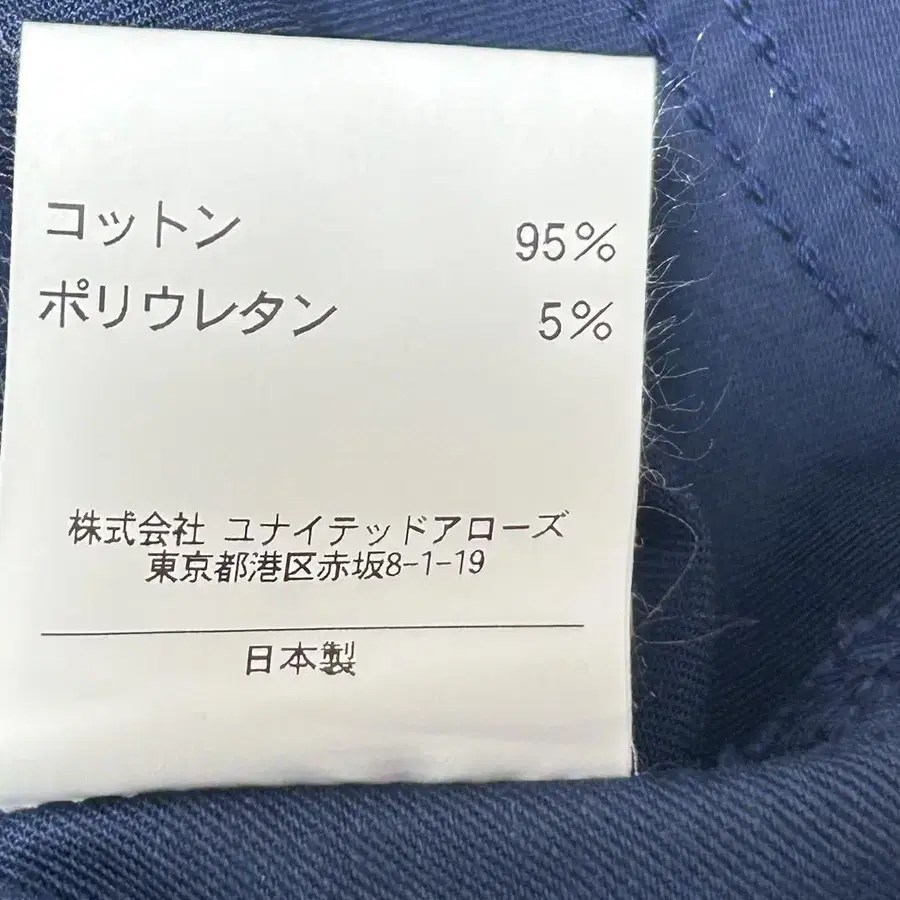 コットン 95%
ポリウレタン 5%
株式会社 ユナイテッドアローズ
東京都港区赤坂8-1-19
日本製